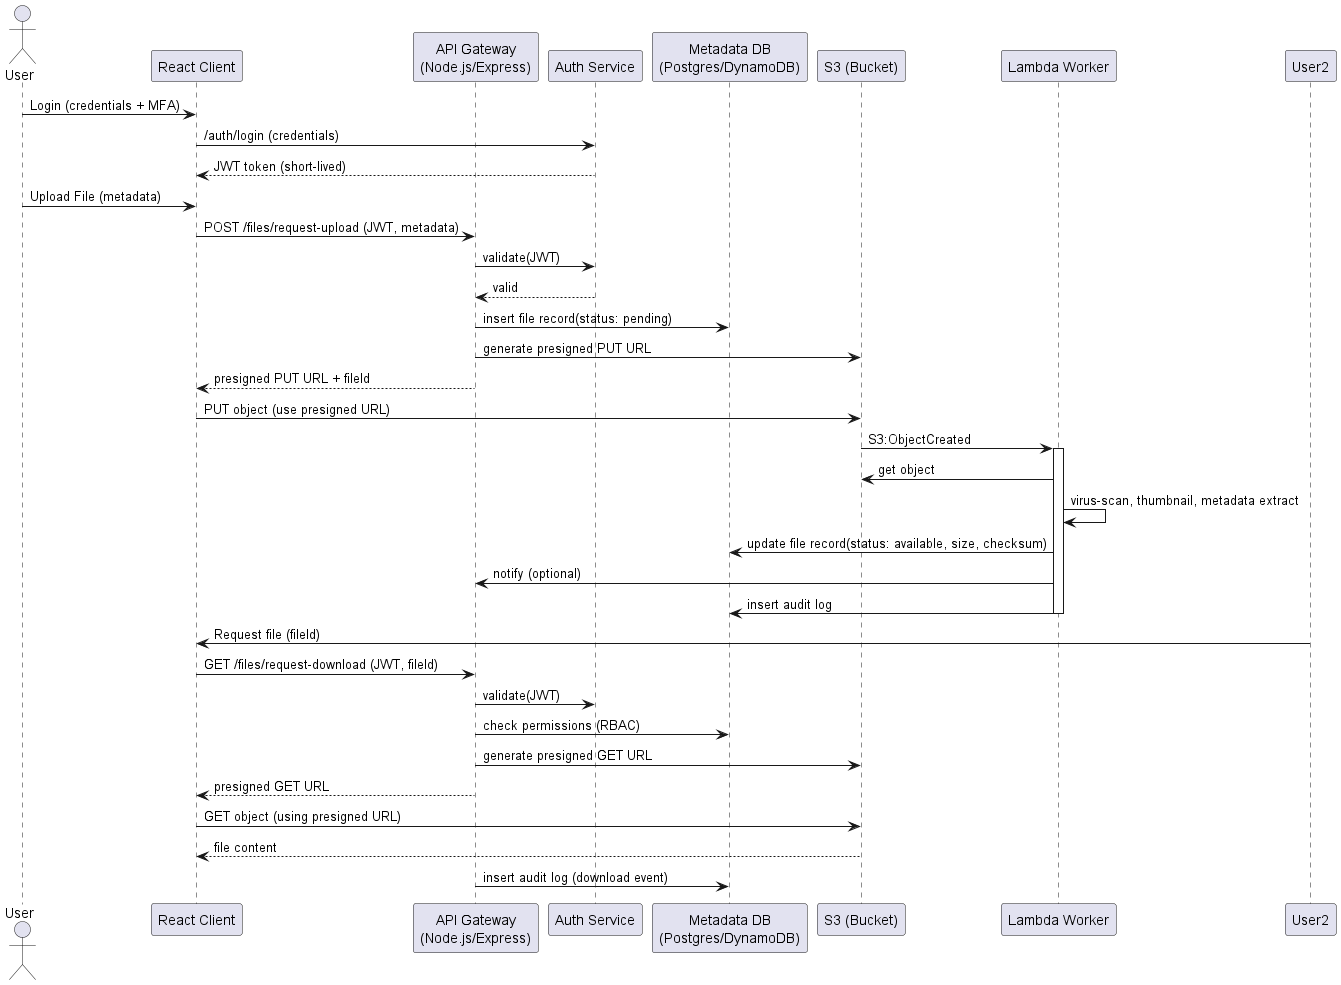 User
React Client
API Gateway
(Node.js/Express)
Auth Service
Metadata DB
(Postgres/DynamoDB)
S3 (Bucket)
Lambda Worker
User2
Login (credentials + MFA)
/auth/login (credentials)
JWT token (short-lived)
Upload File (metadata)
POST /files/request-upload (JWT, metadata)
validate(JWT)
valid
insert file record(status: pending)
generate presigned PUT URL
presigned PUT URL + fileId
PUT object (use presigned URL)
S3:ObjectCreated
get object
virus-scan, thumbnail, metadata extract
update file record(status: available, size, checksum)
notify (optional)
insert audit log
Request file (fileId)
GET /files/request-download (JWT, fileId)
validate(JWT)
check permissions (RBAC)
generate presigned GET URL
presigned GET URL
GET object (using presigned URL)
file content
insert audit log (download event)
User
React Client
API Gateway
(Node.js/Express)
Auth Service
Metadata DB
(Postgres/DynamoDB)
S3 (Bucket)
Lambda Worker
User2